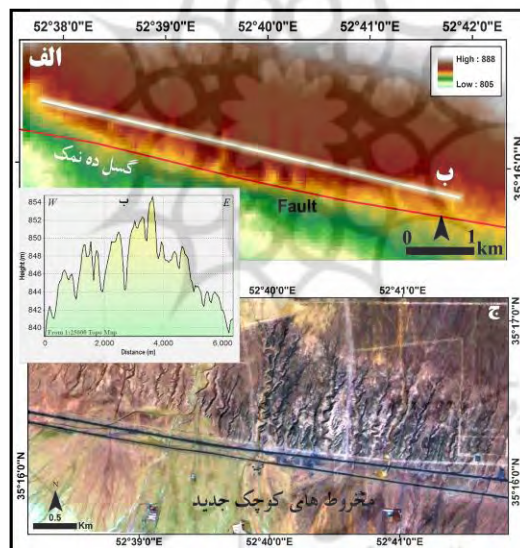 52°38'0"E 52°39'0"E 52°40'0"E 52°41'0"E 52°42'0"E
الف
High : 888
Low : 805
35°16'0"N
گسل ده نمک
ب
Fault
0 1
km
W ب E
854
852
850
848
846
844
842
840
Height (m)
From 1:25000 Topo Map
0 2,000 4,000 6,000
Distance (m)
52°40'0"E 52°41'0"E
ج
35°17'0"N
35°16'0"N
35°16'0"N
مخروط های کوچک جدید
N
0.5
Km
52°39'0"E 52°40'0"E 52°41'0"E